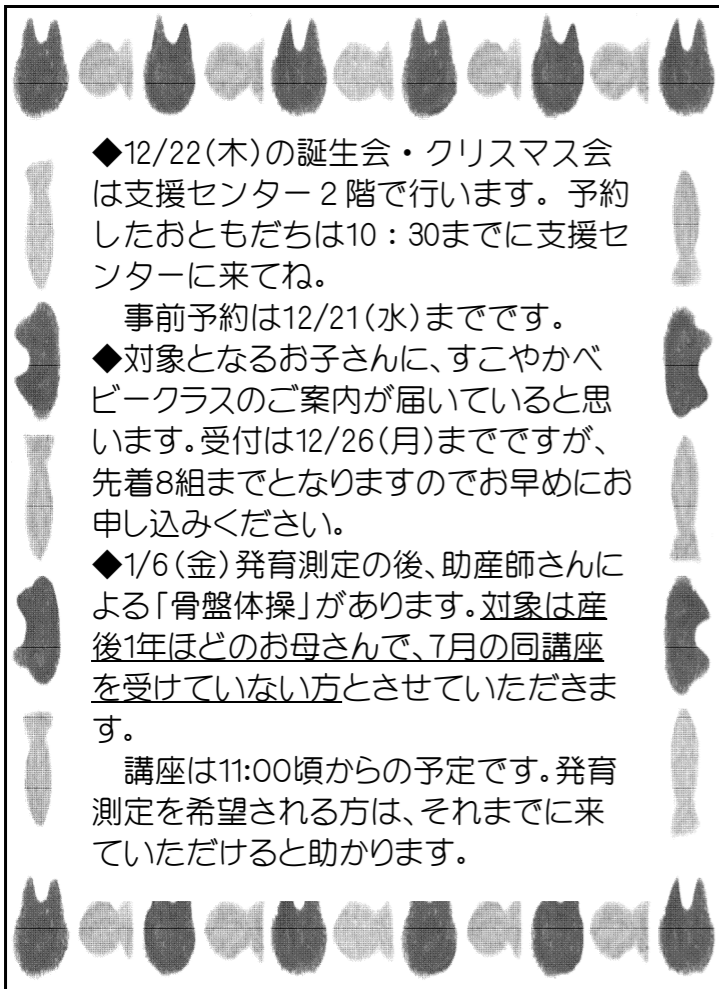 ◆12/22(木)の誕生会・クリスマス会
は支援センター２階で行います。予約
したおともだちは10：30までに支援セ
ンターに来てね。
　事前予約は12/21(水)までです。
◆対象となるお子さんに、すこやかベ
ビークラスのご案内が届いていると思
います。受付は12/26(月)までですが、
先着8組までとなりますのでお早めにお
申し込みください。
◆1/6(金)発育測定の後、助産師さんに
よる「骨盤体操」があります。対象は産
後1年ほどのお母さんで、7月の同講座
を受けていない方とさせていただきま
す。
　講座は11:00頃からの予定です。発育
測定を希望される方は、それまでに来
ていただけると助かります。